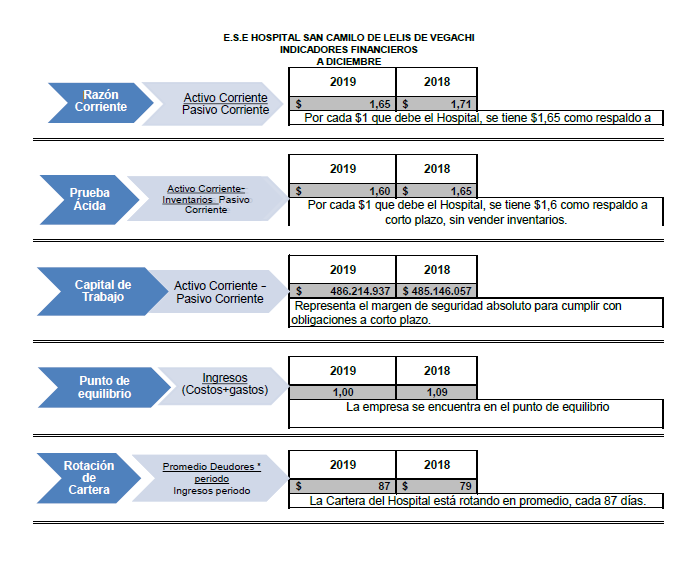 E.S.E HOSPITAL SAN CAMILO DE LELIS DE VEGACHI
INDICADORES FINANCIEROS
A DICIEMBRE
Razón
Corriente
Activo Corriente
Pasivo Corriente
2019 2018
$ 1,65 $ 1,71
Por cada $1 que debe el Hospital, se tiene $1,65 como respaldo a
Prueba
Ácida
Activo Corriente-
Inventarios Pasivo
Corriente
2019 2018
$ 1,60 $ 1,65
Por cada $1 que debe el Hospital, se tiene $1,6 como respaldo a
corto plazo, sin vender inventarios.
Capital de
Trabajo
Activo Corriente -
Pasivo Corriente
2019 2018
$ 486.214.937 $ 485.146.057
Representa el margen de seguridad absoluto para cumplir con
obligaciones a corto plazo.
Punto de
equilibrio
Ingresos
(Costos+gastos)
2019 2018
1,00 1,09
La empresa se encuentra en el punto de equilibrio
Rotación
de
Cartera
Promedio Deudores *
periodo
Ingresos periodo
2019 2018
$ 87 $ 79
La Cartera del Hospital está rotando en promedio, cada 87 días.